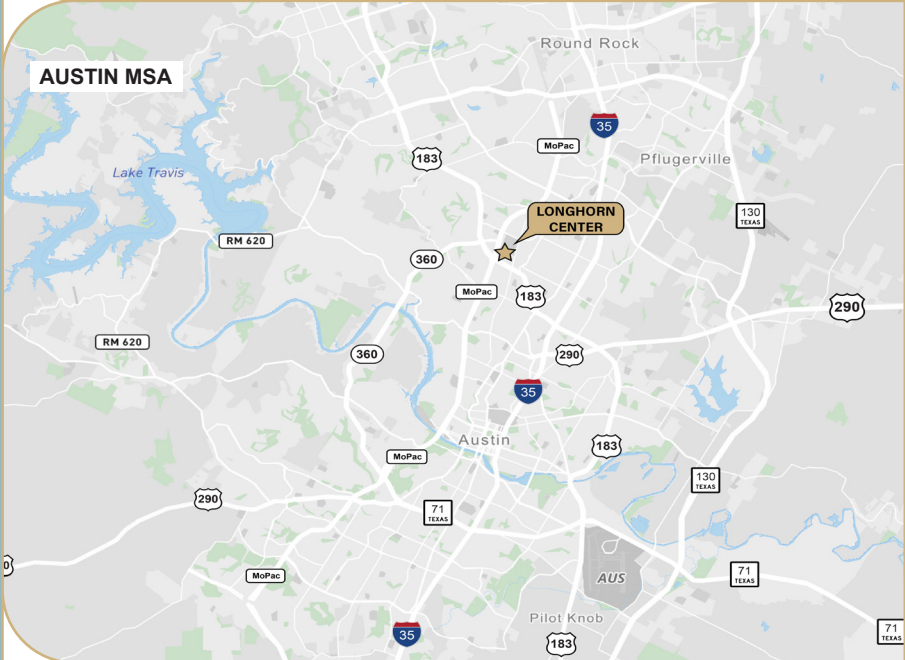 Round Rock
AUSTIN MSA
35
MoPac
183
Pflugerville
Lake Travis
LONGHORN
CENTER
130
TEXAS
RM 620
360
MoPac
183
290
RM 620
360
290
35
Austin
183
MoPac
130
TEXAS
290
71
TEXAS
MoPac
AUS
71
TEXAS
Pilot Knob
35
183
71
TEXAS